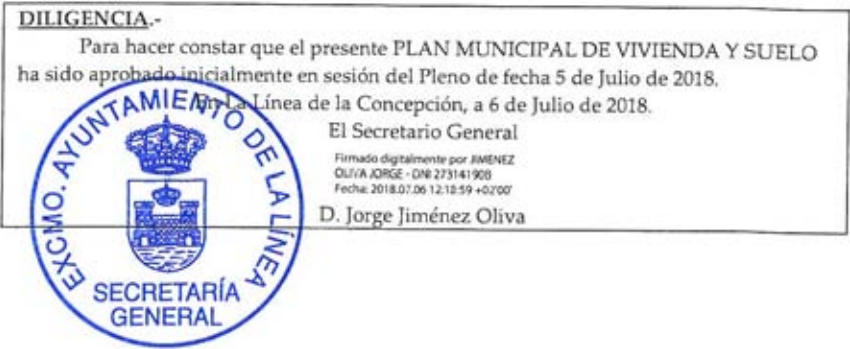 DILIGENCIA.-
Para hacer constar que el presente PLAN MUNICIPAL DE VIVIENDA Y SUELO
ha sido aprobado inicialmente en sesión del Pleno de fecha 5 de Julio de 2018.
En La Línea de la Concepción, a 6 de Julio de 2018.
El Secretario General
Firmado digitalmente por JIMENEZ
OLIVA JORGE - DNI 27314190B
Fecha: 2018.07.06 12:18:59 +02'00'
D. Jorge Jiménez Oliva
EXCMO. AYUNTAMIENTO DE LA LÍNEA
SECRETARÍA
GENERAL